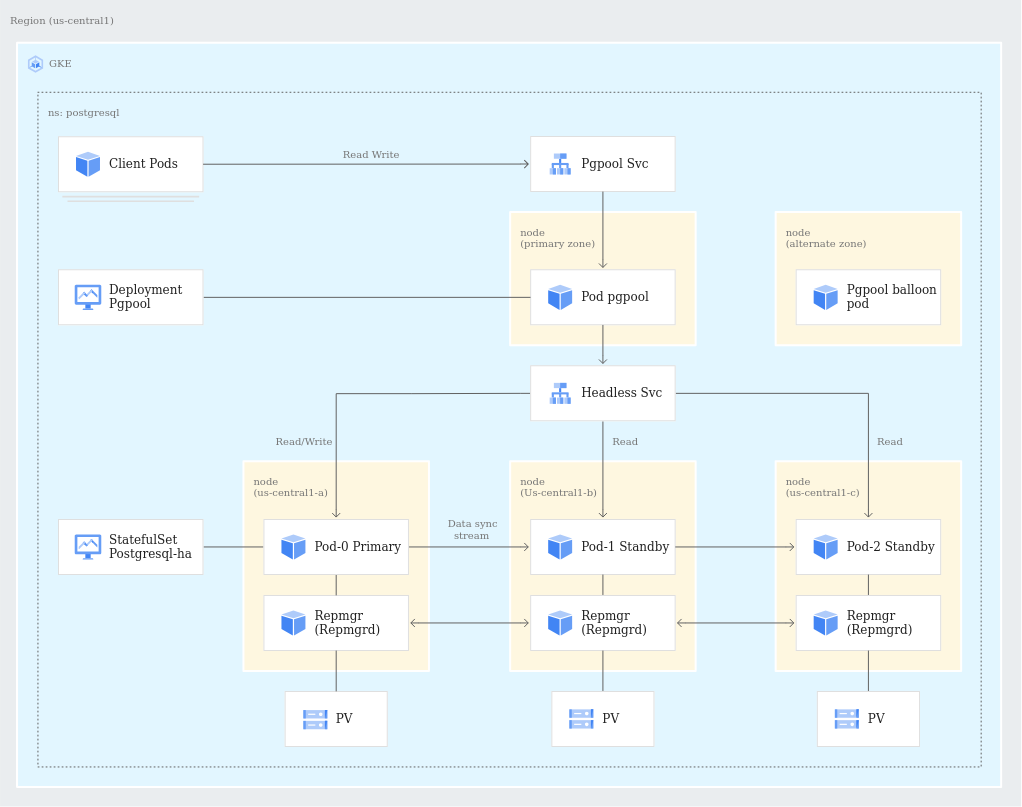 Region (us-central1)
GKE
ns: postgresql
Client Pods
Read Write
Pgpool Svc
node
(primary zone)
node
(alternate zone)
Deployment
Pgpool
Pod pgpool
Pgpool balloon
pod
Headless Svc
Read/Write
Read
Read
node
(us-central1-a)
node
(Us-central1-b)
node
(us-central1-c)
StatefulSet
Postgresql-ha
Pod-0 Primary
Data sync
stream
Pod-1 Standby
Pod-2 Standby
Repmgr
(Repmgrd)
Repmgr
(Repmgrd)
Repmgr
(Repmgrd)
PV
PV
PV